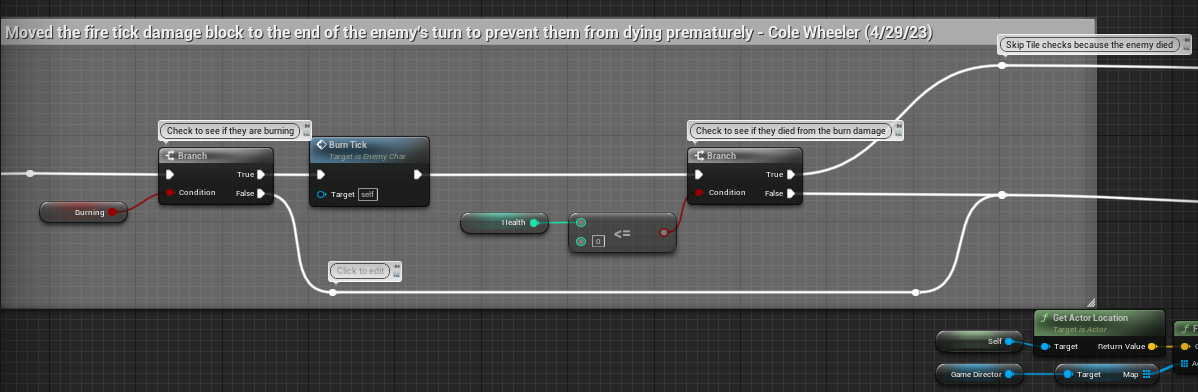 Moved the fire tick damage block to the end of the enemy's turn to prevent them from dying prematurely - Cole Wheeler (4/29/23)
Skip Tile checks because the enemy died
Check to see if they are burning
Check to see if they died from the burn damage
Branch
True
Condition
False
Burning
Burn Tick
Target is Enemy Char
Target
self
Branch
True
Condition
False
Health
0
<=
Click to edit
Get Actor Location
Target is Actor
Self
Target
Return Value
Game Director
Target
Map